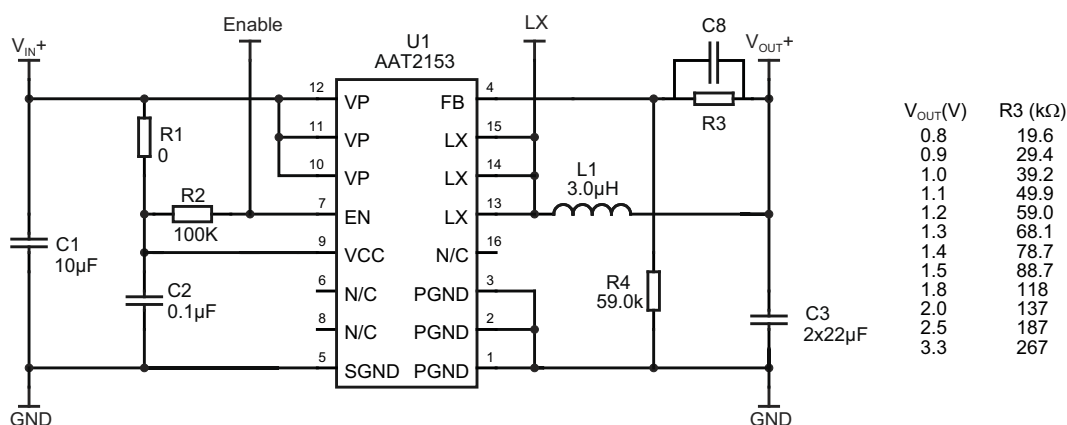 Enable
LX
V_IN+
U1
AAT2153
C8
V_OUT+
12
VP
FB
4
R3
R1
0
11
VP
LX
15
10
VP
LX
14
L1
3.0µH
R2
100K
7
EN
LX
13
C1
10µF
9
VCC
N/C
16
C2
0.1µF
6
N/C
PGND
3
R4
59.0k
8
N/C
PGND
2
C3
2x22µF
5
SGND
PGND
1
GND
GND
V_OUT(V) R3 (kΩ)
0.8 19.6
0.9 29.4
1.0 39.2
1.1 49.9
1.2 59.0
1.3 68.1
1.4 78.7
1.5 88.7
1.8 118
2.0 137
2.5 187
3.3 267